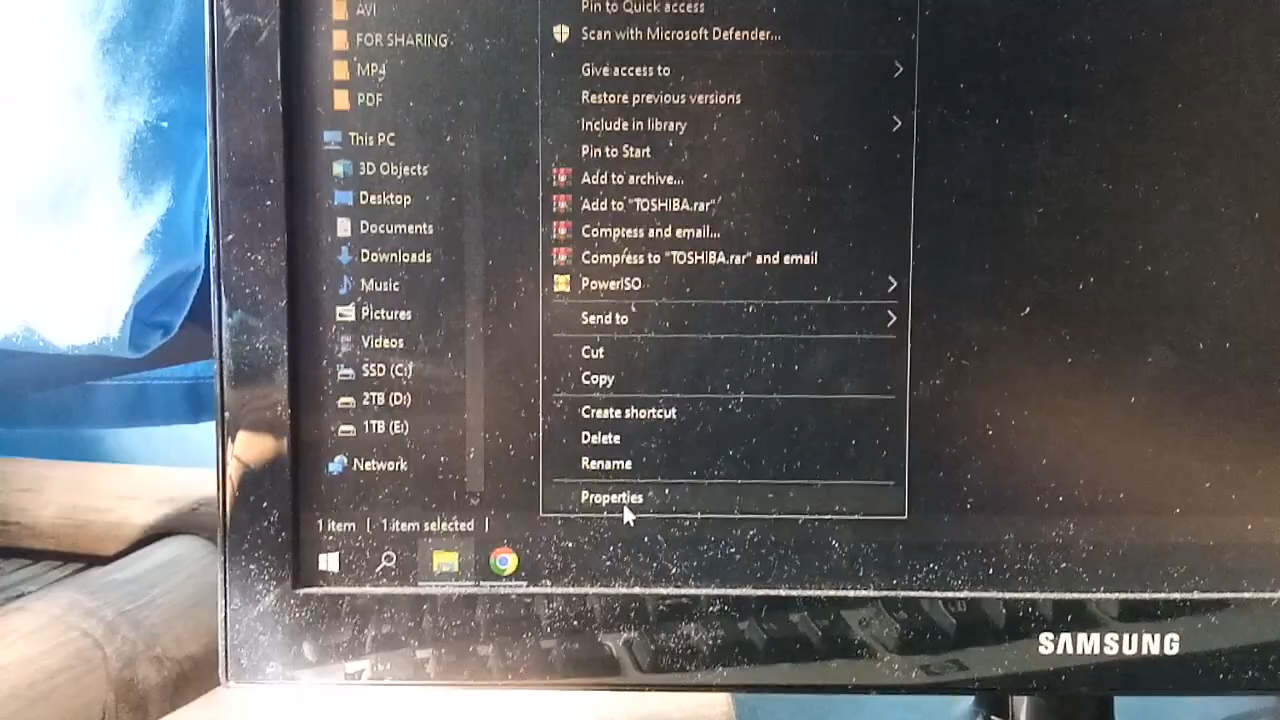 AVI
FOR SHARING
MP4
PDF
This PC
3D Objects
Desktop
Documents
Downloads
Music
Pictures
Videos
SSD (C:)
2TB (D:)
1TB (E:)
Network
1 item | 1 item selected |
Pin to Quick access
Scan with Microsoft Defender...
Give access to
Restore previous versions
Include in library
Pin to Start
Add to archive...
Add to "TOSHIBA.rar"
Compress and email...
Compress to "TOSHIBA.rar" and email
PowerISO
Send to
Cut
Copy
Create shortcut
Delete
Rename
Properties
SAMSUNG